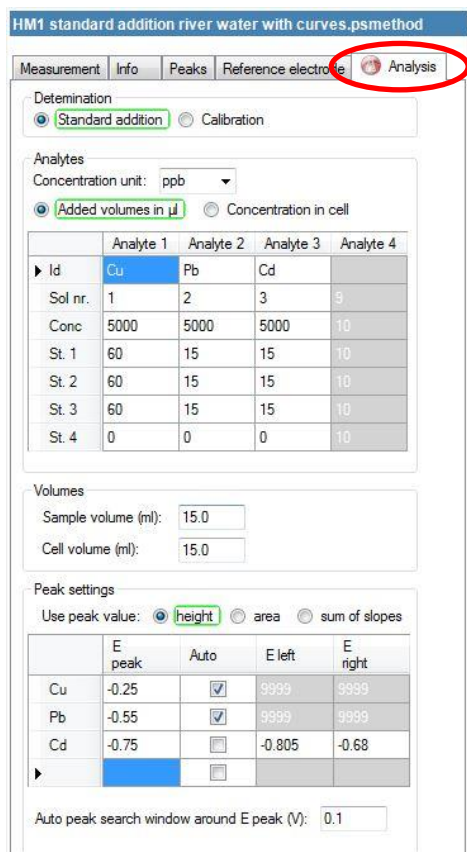 HM1 standard addition river water with curves.psmethod
Measurement Info Peaks Reference electrode Analysis
Detemination
Standard addition Calibration
Analytes
Concentration unit: ppb
Added volumes in µl Concentration in cell
Analyte 1 Analyte 2 Analyte 3 Analyte 4
Id Cu Pb Cd
Sol nr. 1 2 3 9
Conc 5000 5000 5000 10
St. 1 60 15 15 10
St. 2 60 15 15 10
St. 3 60 15 15 10
St. 4 0 0 0 10
Volumes
Sample volume (ml): 15.0
Cell volume (ml): 15.0
Peak settings
Use peak value: height area sum of slopes
E peak Auto E left E right
Cu -0.25 9999 9999
Pb -0.55 9999 9999
Cd -0.75 -0.805 -0.68
Auto peak search window around E peak (V): 0.1